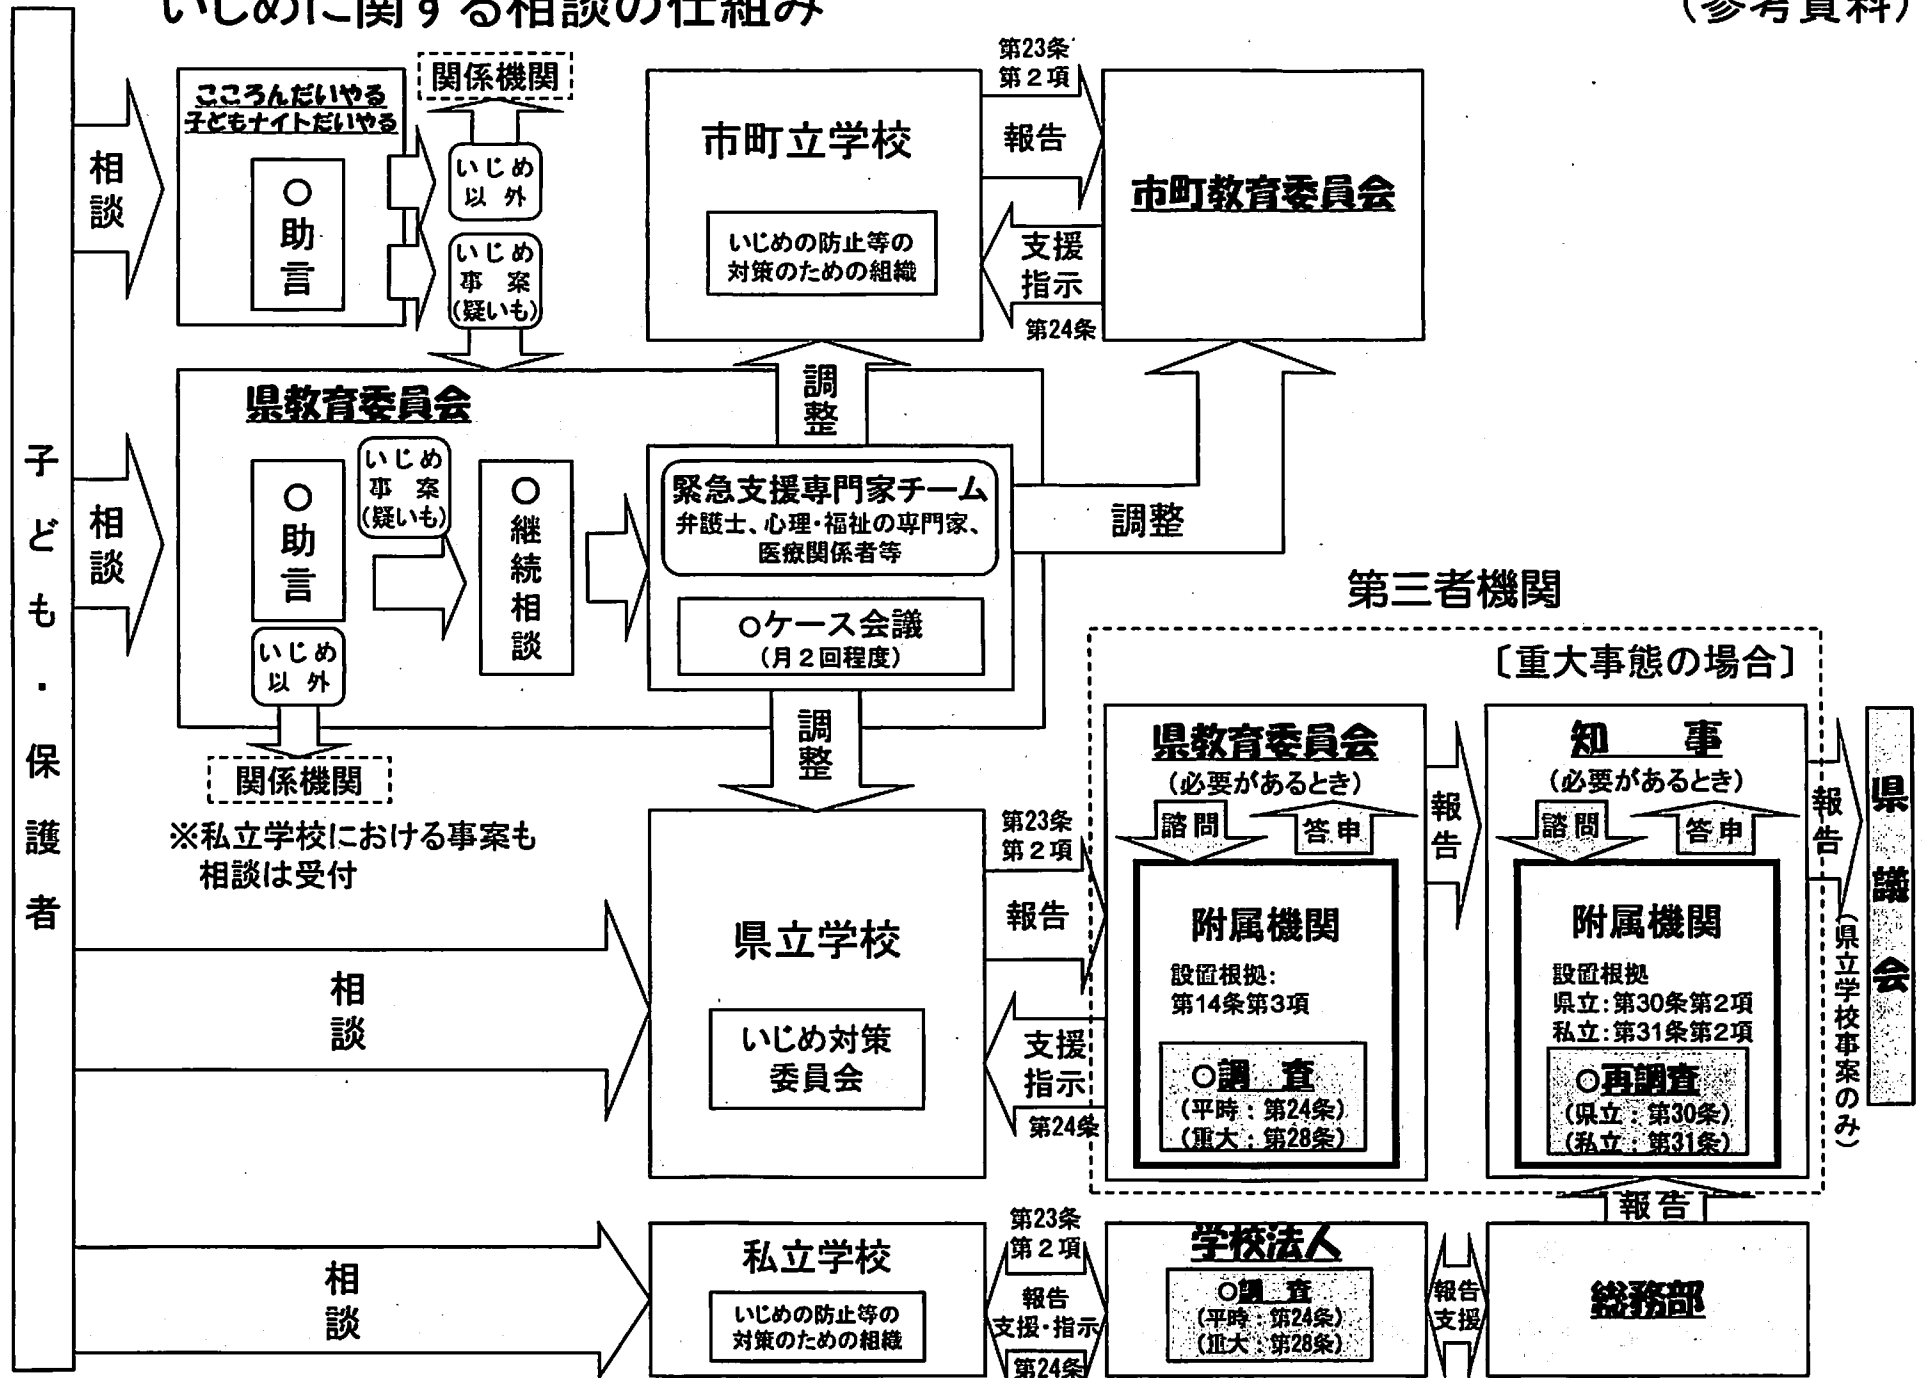 いじめに関する相談の仕組み
（参考資料）
子ども・保護者
相談
こころんだいやる
子どもナイトだいやる
○助言
関係機関
いじめ
以外
いじめ
事案
(疑いも)
市町立学校
いじめの防止等の
対策のための組織
第23条
第２項
報告
支援
指示
第24条
市町教育委員会
相談
県教育委員会
○助言
いじめ
事案
(疑いも)
○継続相談
いじめ
以外
関係機関
調整
緊急支援専門家チーム
弁護士、心理・福祉の専門家、
医療関係者等
○ケース会議
（月２回程度）
調整
調整
※私立学校における事案も
相談は受付
第三者機関
〔重大事態の場合〕
相談
県立学校
いじめ対策
委員会
第23条
第２項
報告
支援
指示
第24条
県教育委員会
（必要があるとき）
諮問
答申
附属機関
設置根拠：
第14条第3項
○調　査
（平時：第24条）
（重大：第28条）
報告
知　事
（必要があるとき）
諮問
答申
附属機関
設置根拠
県立：第30条第2項
私立：第31条第2項
○再調査
（県立：第30条）
（私立：第31条）
報告
（県立学校事案のみ）
県議会
相談
私立学校
いじめの防止等の
対策のための組織
第23条
第２項
報告
支援・指示
第24条
学校法人
○調　査
（平時：第24条）
（重大：第28条）
報告
支援
報告
総務部